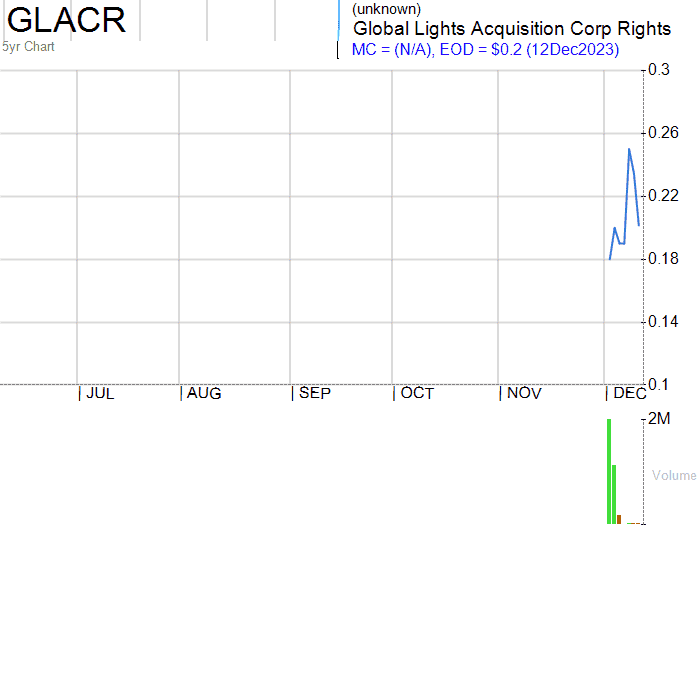 GLACR
(unknown)
Global Lights Acquisition Corp Rights
5yr Chart
MC = (N/A), EOD = $0.2 (12Dec2023)
0.3
0.26
0.22
0.18
0.14
0.1
JUL AUG SEP OCT NOV DEC
2M
Volume